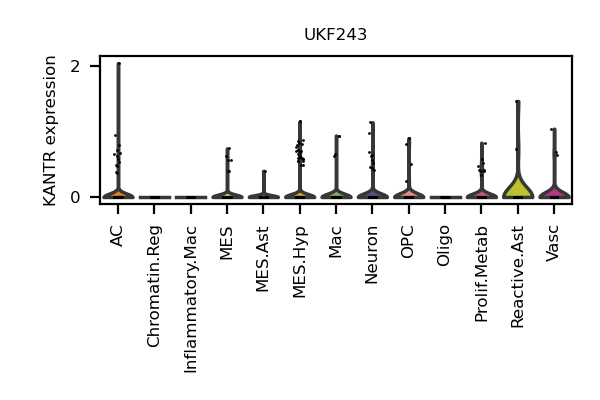 UKF243
KANTR expression
2
0
AC
Chromatin.Reg
Inflammatory.Mac
MES
MES.Ast
MES.Hyp
Mac
Neuron
OPC
Oligo
Prolif.Metab
Reactive.Ast
Vasc